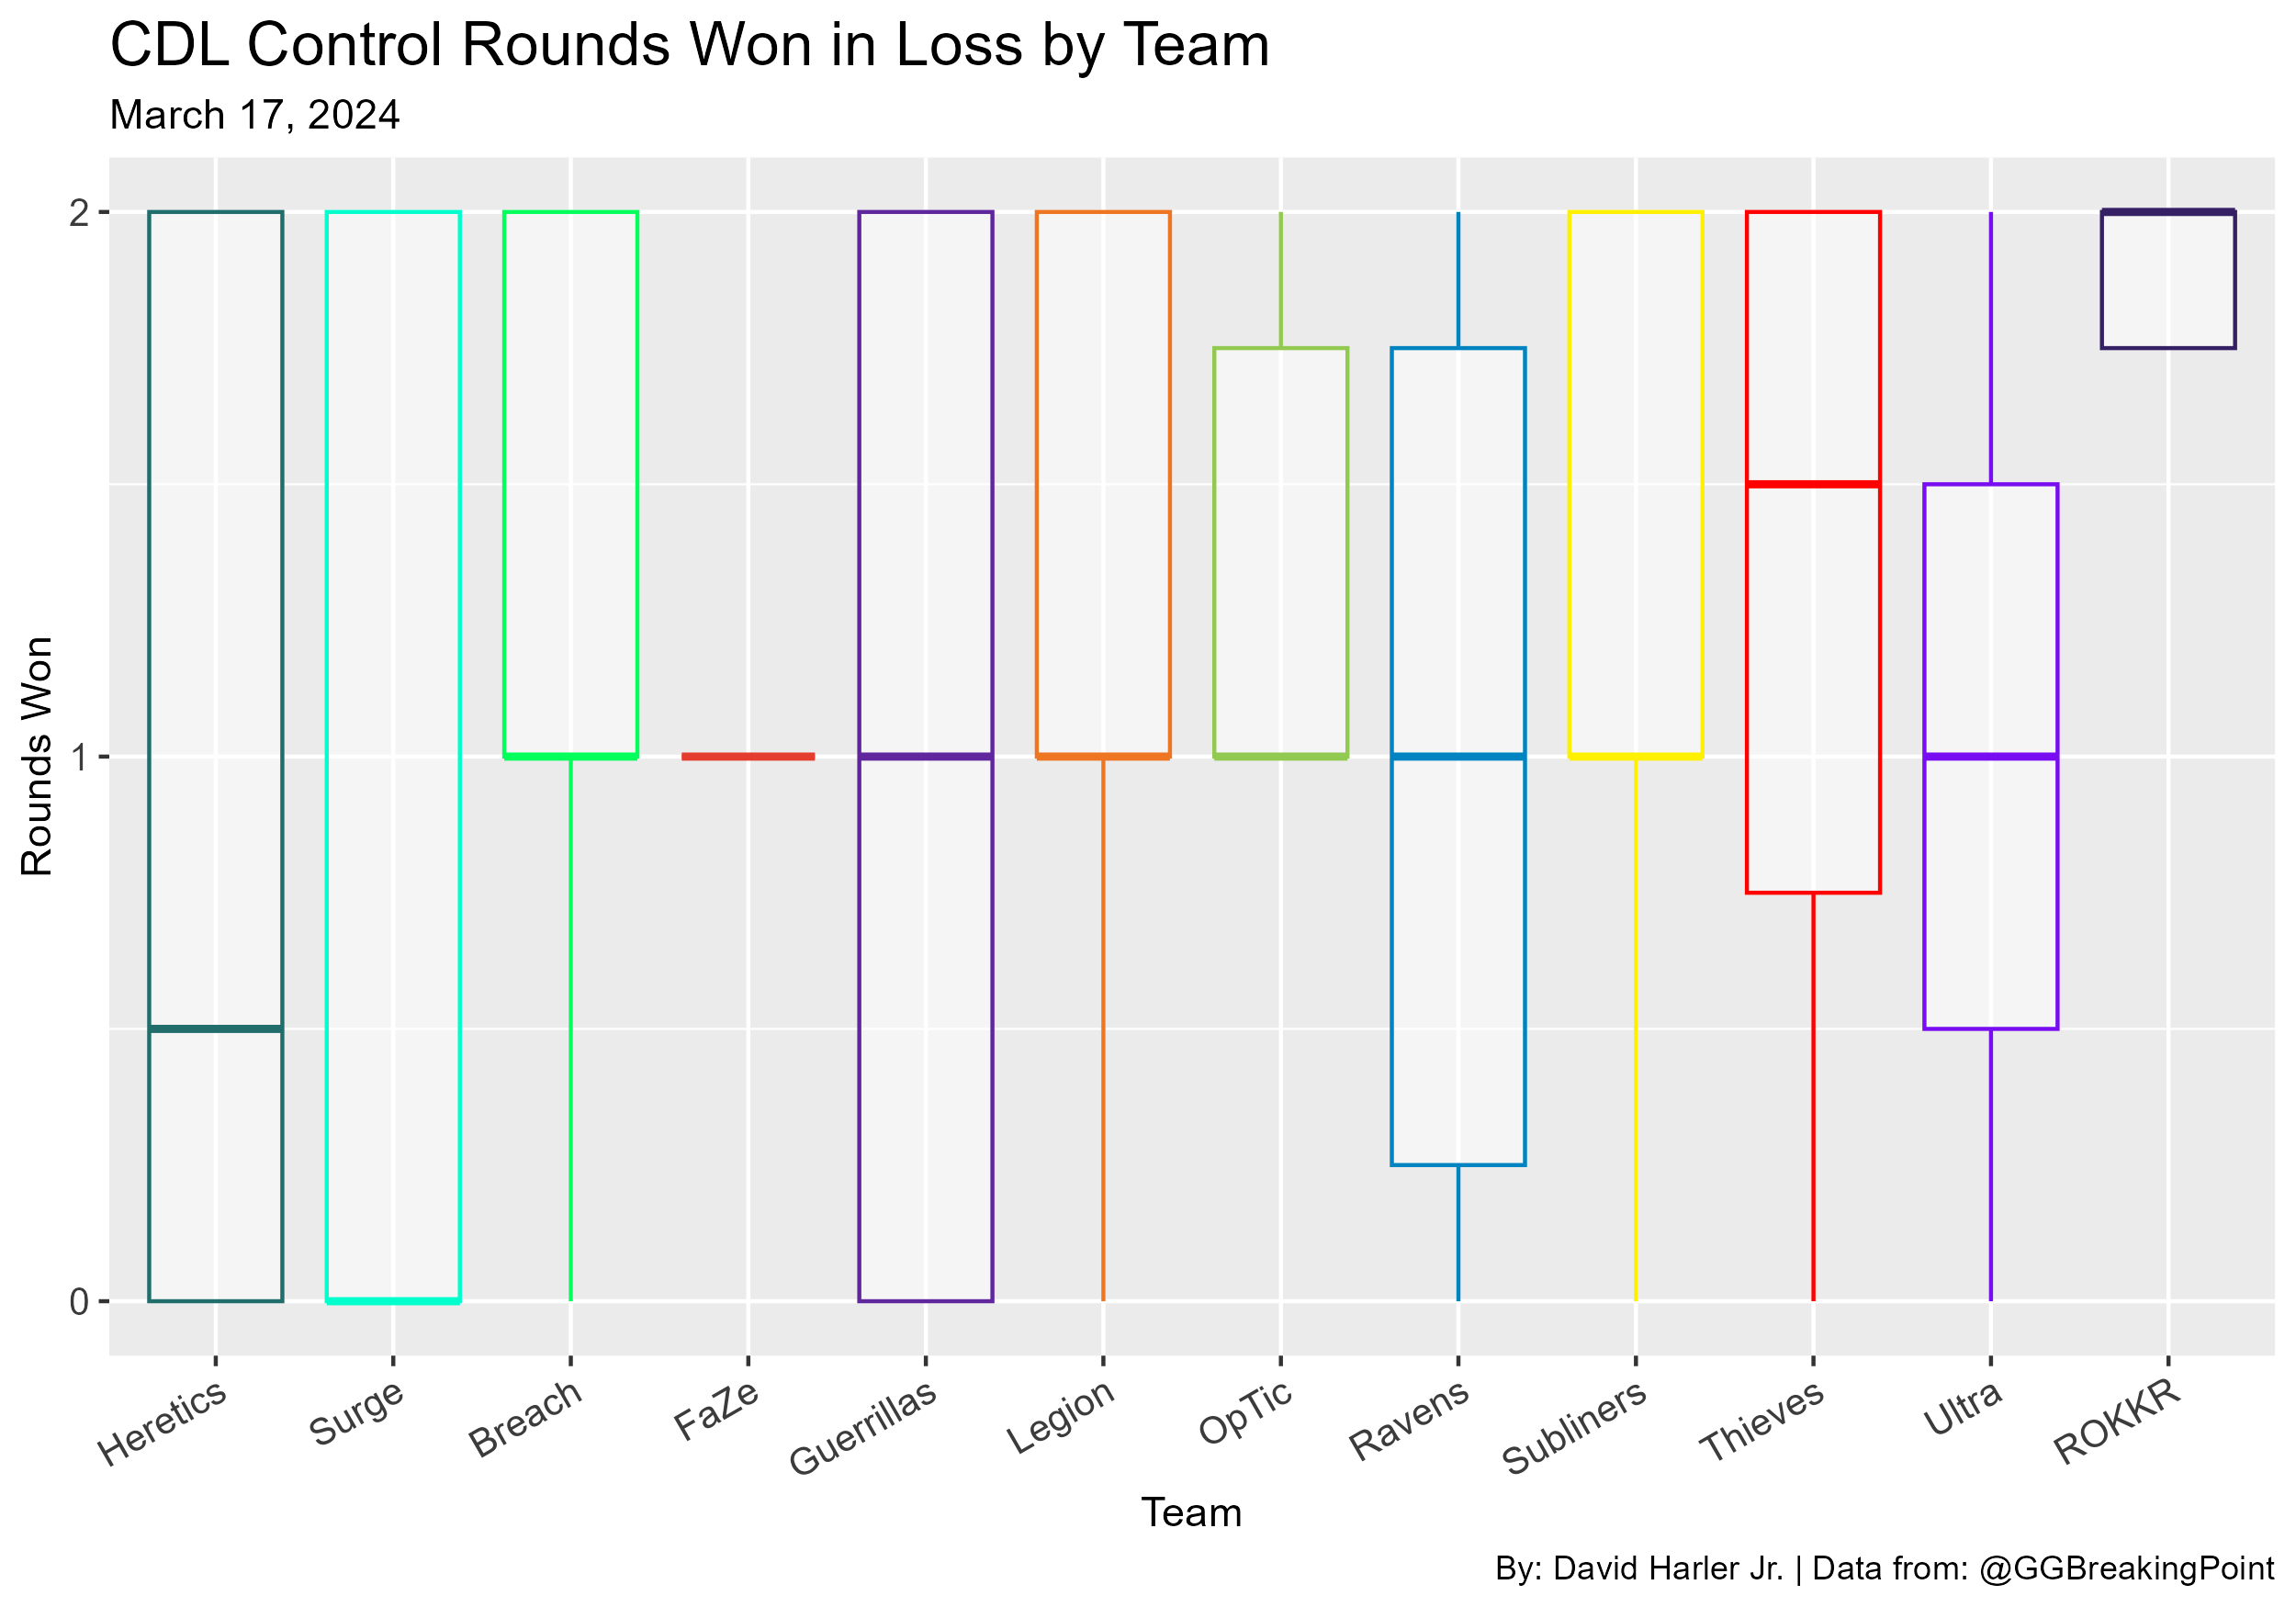 CDL Control Rounds Won in Loss by Team
March 17, 2024
Rounds Won
2
1
0
Heretics
Surge
Breach
FaZe
Guerrillas
Legion
OpTic
Ravens
Subliners
Thieves
Ultra
ROKKR
Team
By: David Harler Jr. | Data from: @GGBreakingPoint